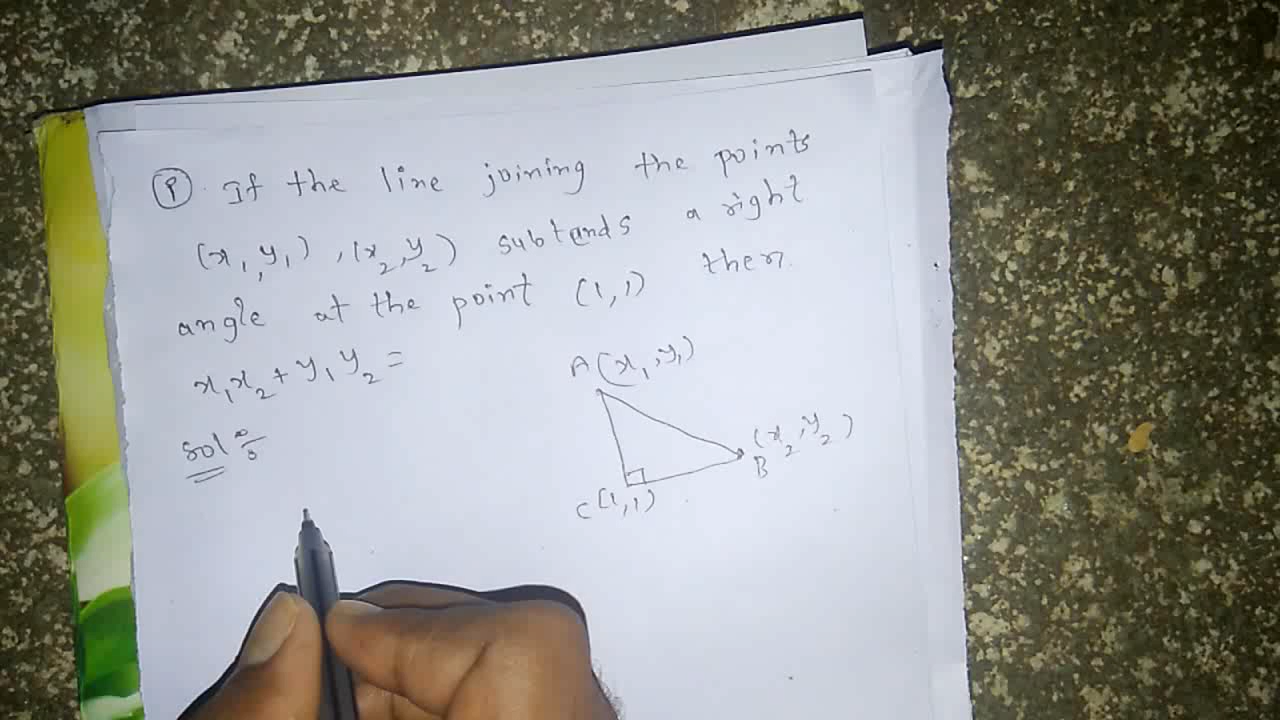 9. If the line joining the points
(x₁, y₁), (x₂, y₂) subtends a right
angle at the point (1,1) then
x₁x₂ + y₁y₂ =
Sol:
A(x₁, y₁)
(x₂, y₂)
B
C(1,1)